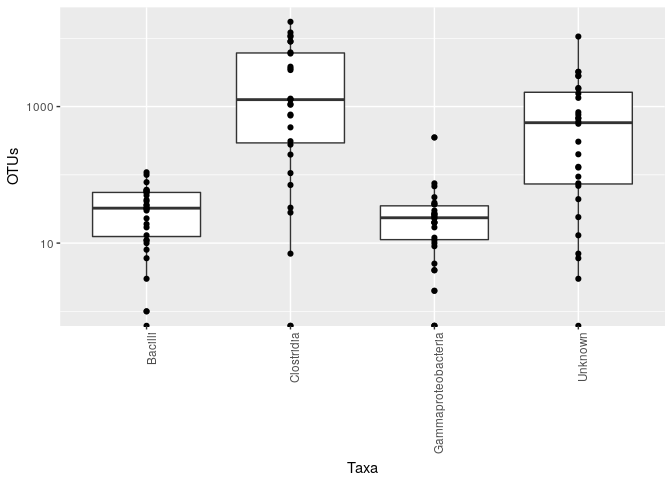 OTUs
1000
10
Bacilli
Clostridia
Gammaproteobacteria
Unknown
Taxa